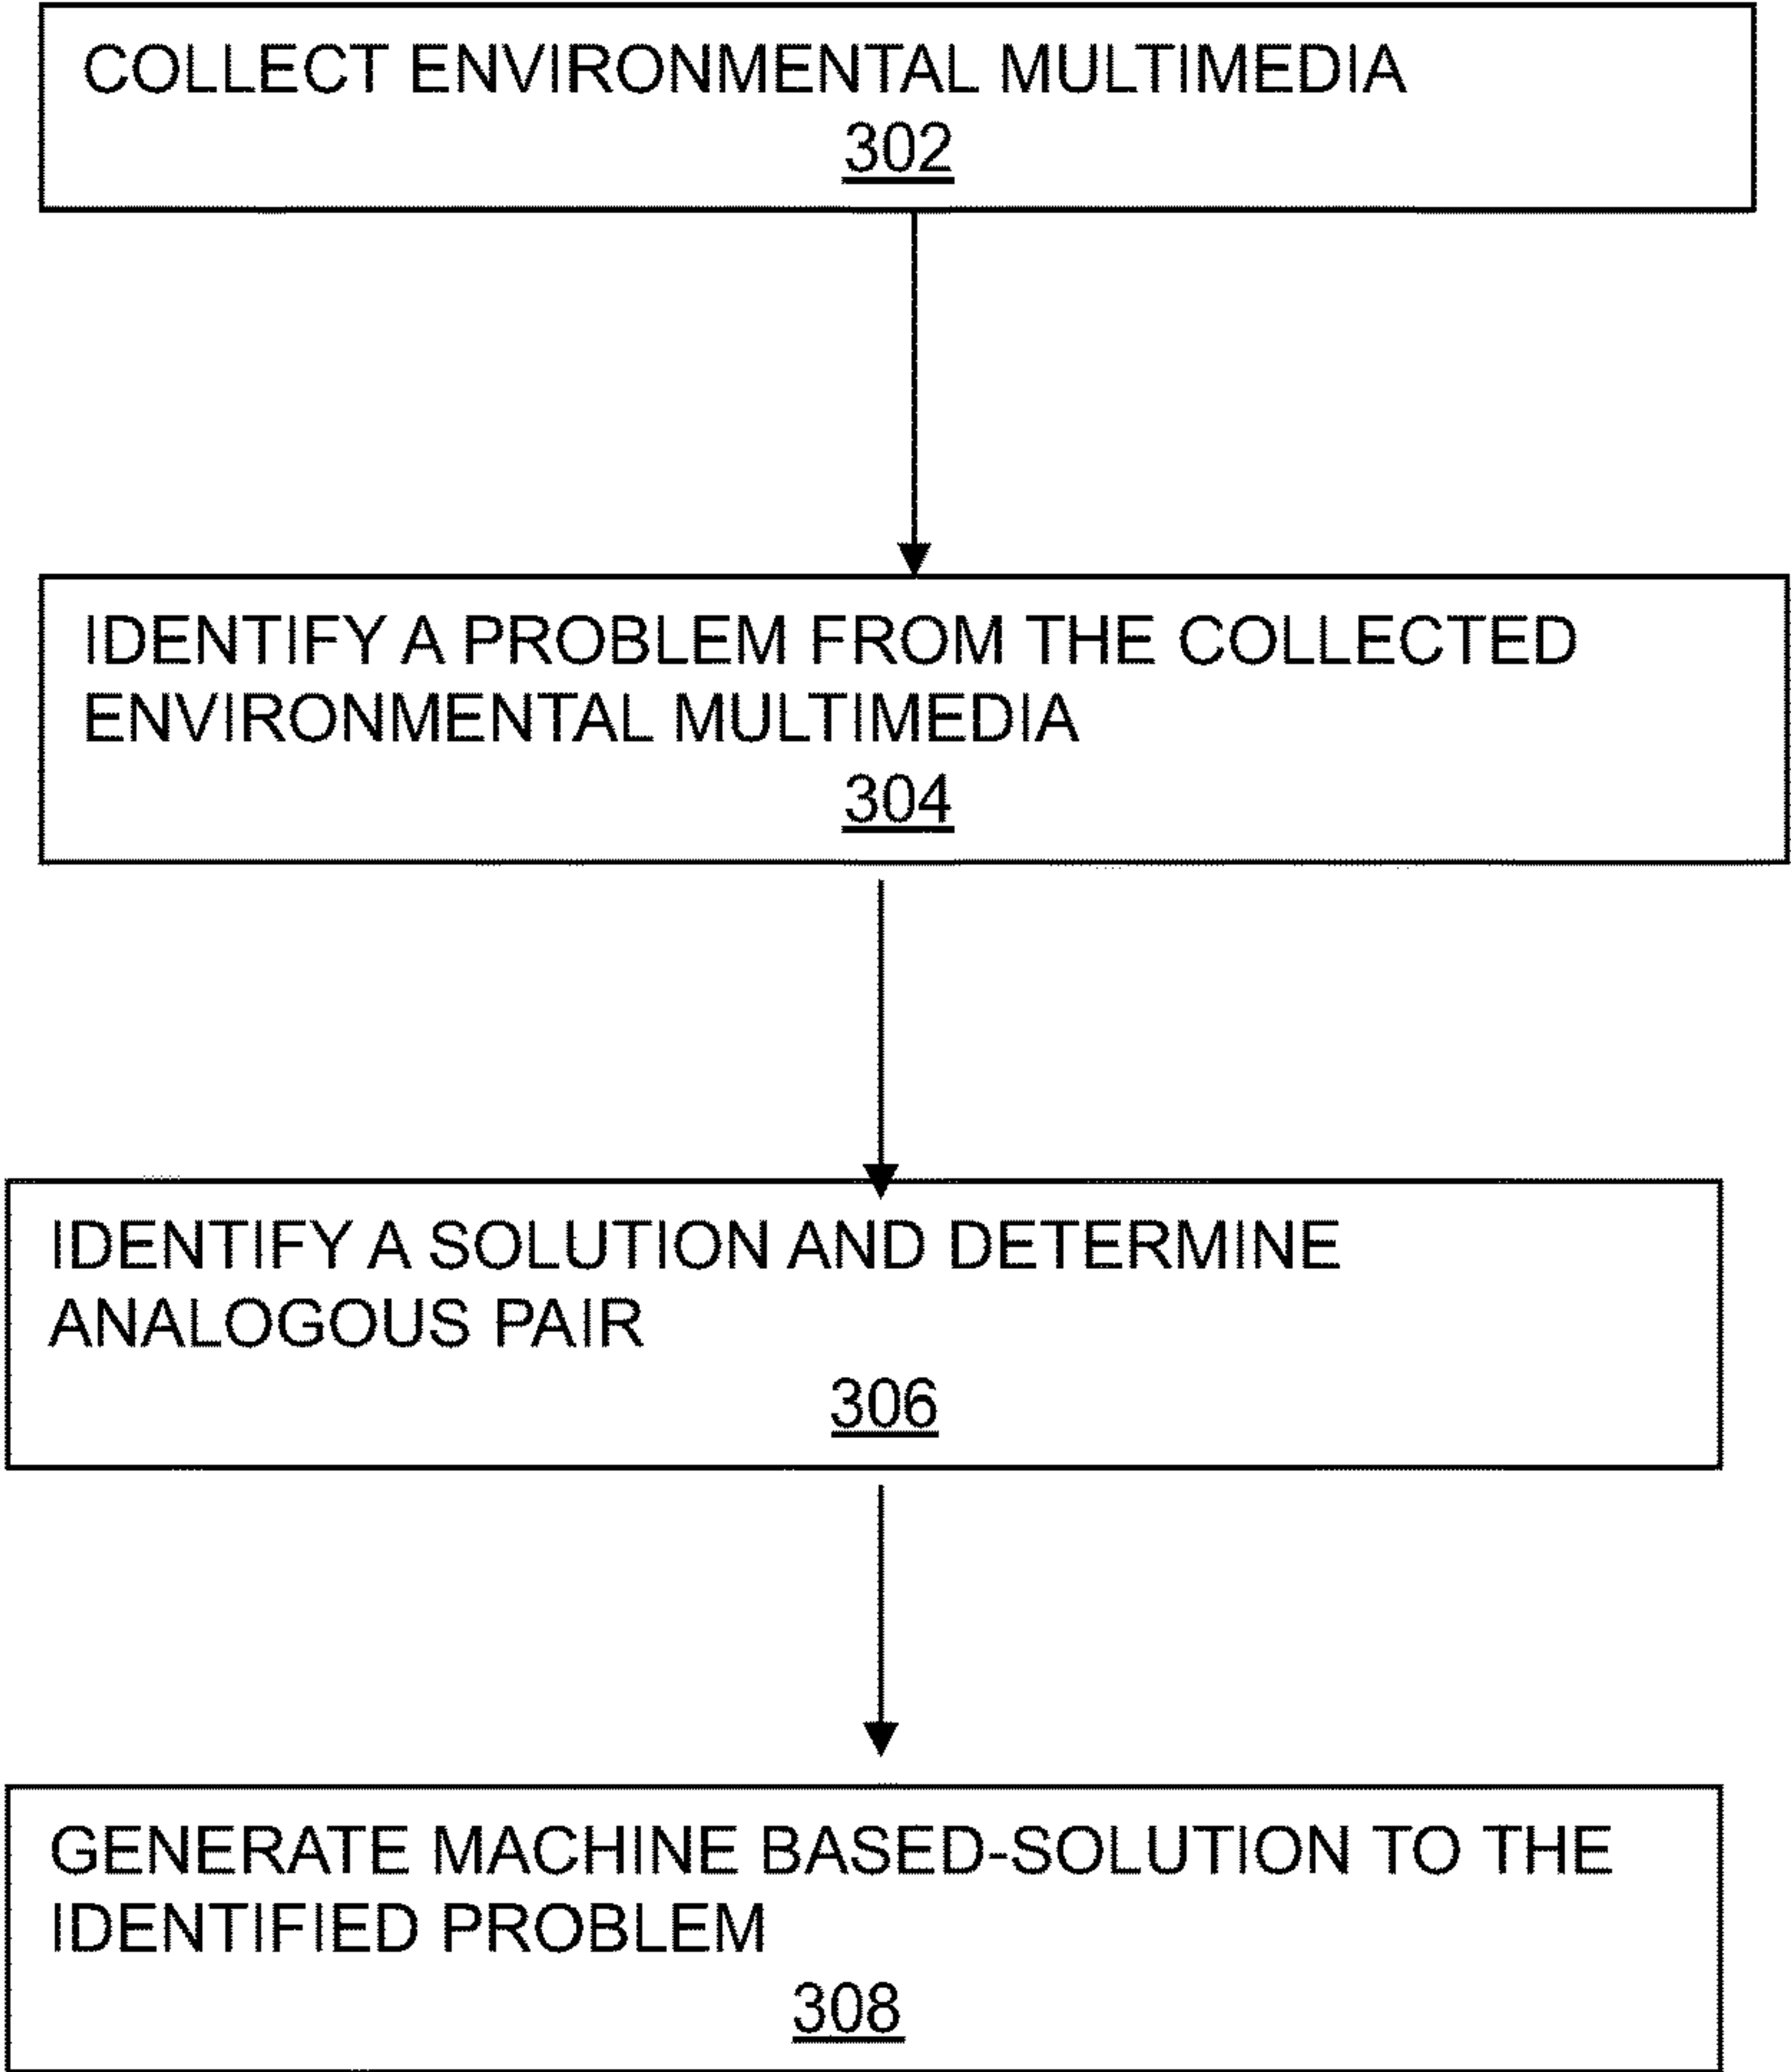 COLLECT ENVIRONMENTAL MULTIMEDIA
302
IDENTIFY A PROBLEM FROM THE COLLECTED
ENVIRONMENTAL MULTIMEDIA
304
IDENTIFY A SOLUTION AND DETERMINE
ANALOGOUS PAIR
306
GENERATE MACHINE BASED-SOLUTION TO THE
IDENTIFIED PROBLEM
308